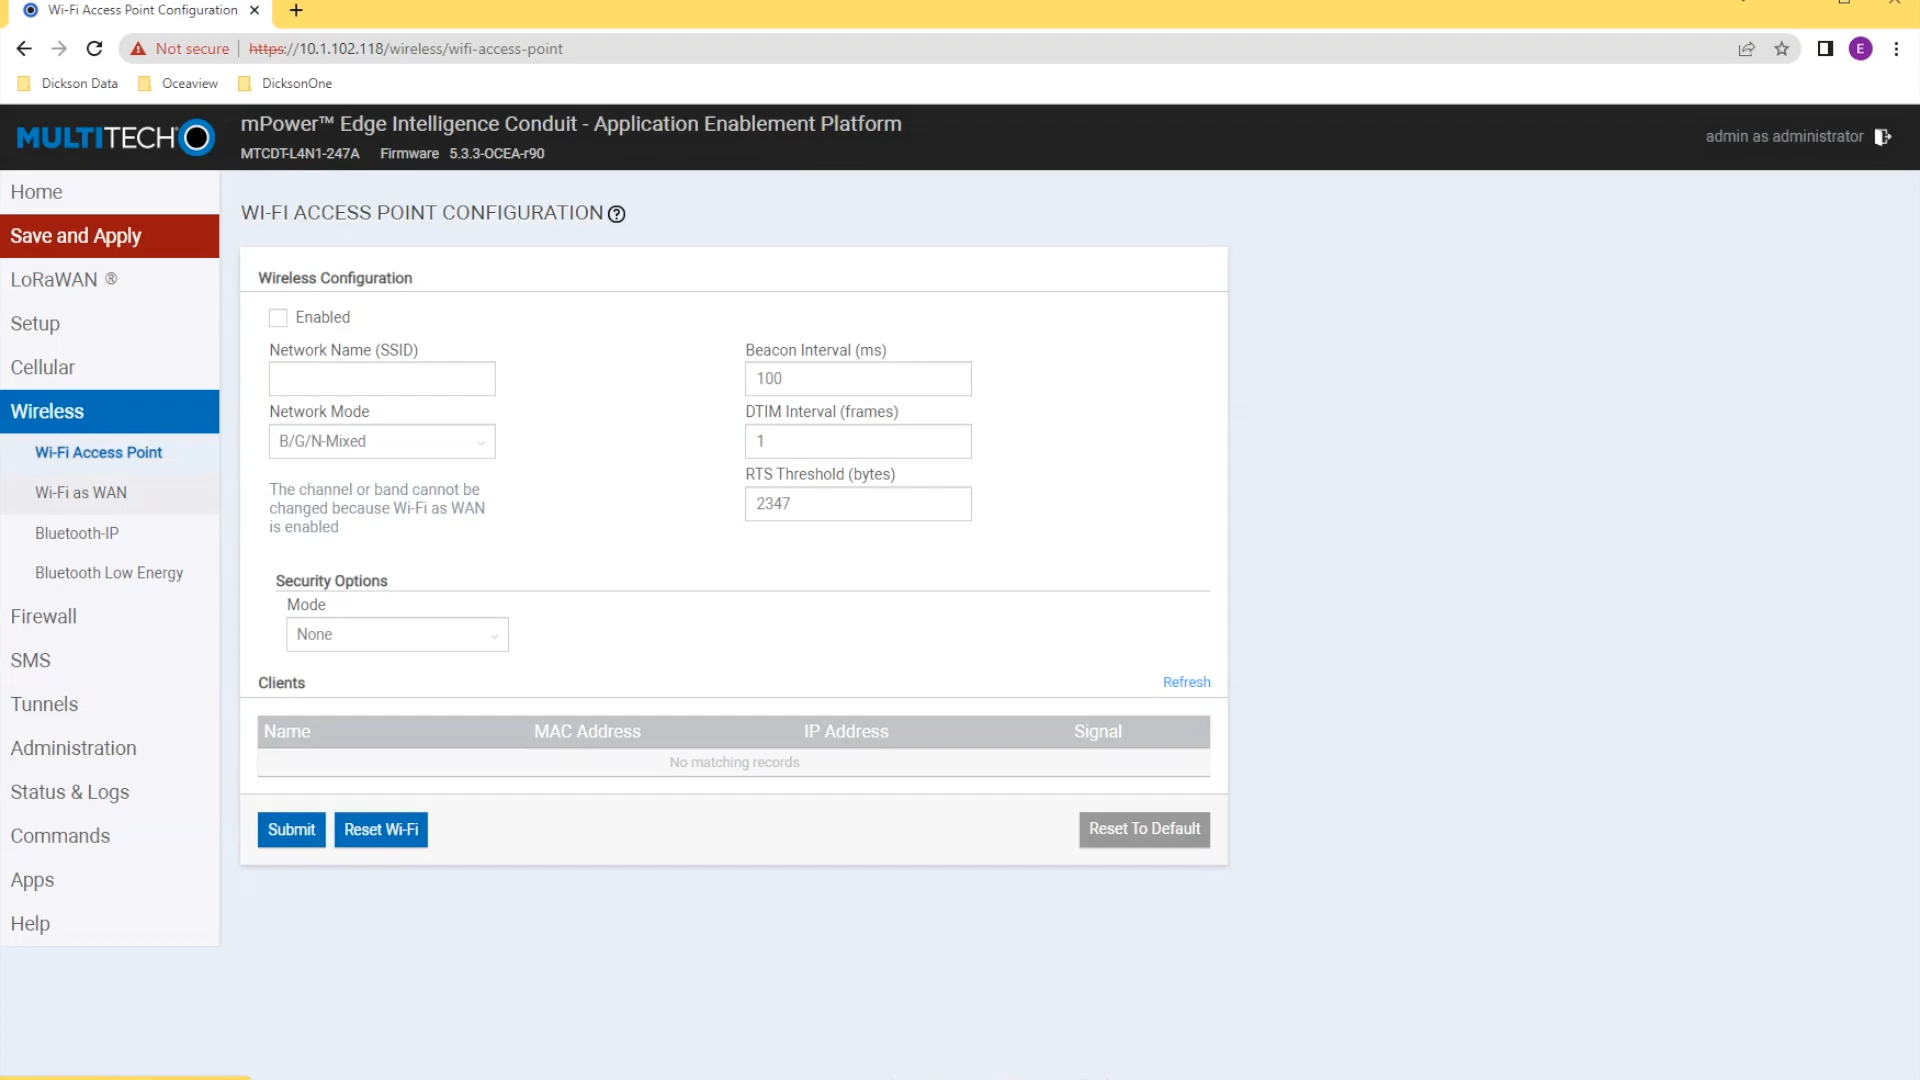 Wi-Fi Access Point Configuration
Not secure https://10.1.102.118/wireless/wifi-access-point
E
Dickson Data Oceaview DicksonOne
MULTITECH
mPower™ Edge Intelligence Conduit - Application Enablement Platform
MTCDT-L4N1-247A Firmware 5.3.3-OCEA-r90
admin as administrator
Home
Save and Apply
LoRaWAN ®
Setup
Cellular
Wireless
Wi-Fi Access Point
Wi-Fi as WAN
Bluetooth-IP
Bluetooth Low Energy
Firewall
SMS
Tunnels
Administration
Status & Logs
Commands
Apps
Help
WI-FI ACCESS POINT CONFIGURATION
Wireless Configuration
Enabled
Network Name (SSID)
Network Mode
B/G/N-Mixed
The channel or band cannot be
changed because Wi-Fi as WAN
is enabled
Beacon Interval (ms)
100
DTIM Interval (frames)
1
RTS Threshold (bytes)
2347
Security Options
Mode
None
Clients Refresh
Name MAC Address IP Address Signal
No matching records
Submit Reset Wi-Fi Reset To Default